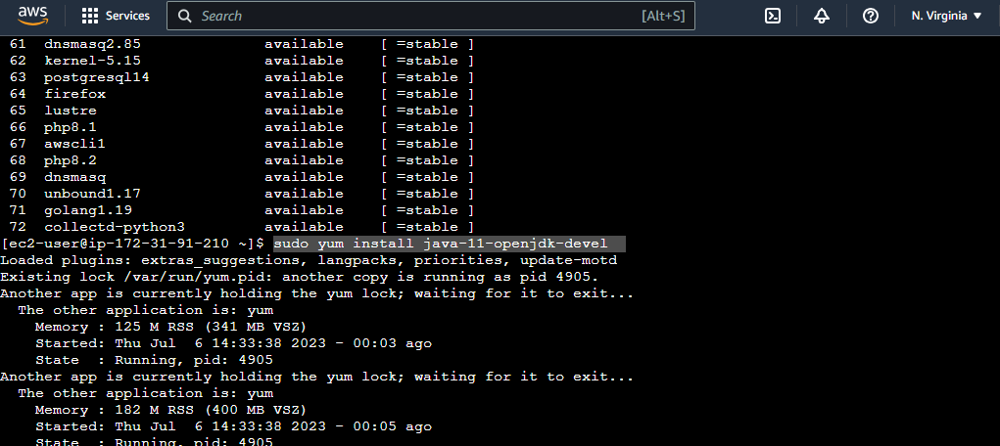 aws Services Search [Alt+S] N. Virginia
61 dnsmasq2.85 available [ =stable ]
62 kernel-5.15 available [ =stable ]
63 postgresql14 available [ =stable ]
64 firefox available [ =stable ]
65 lustre available [ =stable ]
66 php8.1 available [ =stable ]
67 awscli1 available [ =stable ]
68 php8.2 available [ =stable ]
69 dnsmasq available [ =stable ]
70 unbound1.17 available [ =stable ]
71 golang1.19 available [ =stable ]
72 collectd-python3 available [ =stable ]
[ec2-user@ip-172-31-91-210 ~]$ sudo yum install java-11-openjdk-devel
Loaded plugins: extras_suggestions, langpacks, priorities, update-motd
Existing lock /var/run/yum.pid: another copy is running as pid 4905.
Another app is currently holding the yum lock; waiting for it to exit...
The other application is: yum
Memory : 125 M RSS (341 MB VSZ)
Started: Thu Jul 6 14:33:38 2023 - 00:03 ago
State : Running, pid: 4905
Another app is currently holding the yum lock; waiting for it to exit...
The other application is: yum
Memory : 182 M RSS (400 MB VSZ)
Started: Thu Jul 6 14:33:38 2023 - 00:05 ago
State : Running, pid: 4905